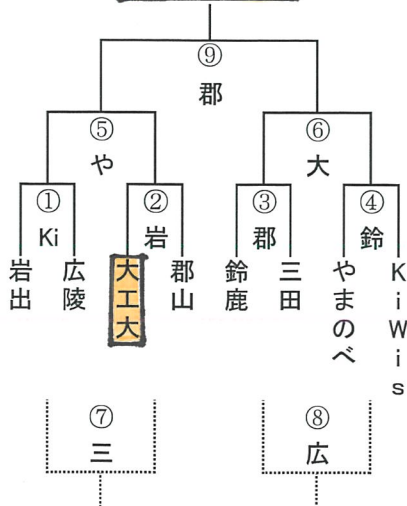 ⑨
郡
⑤ ⑥
や 大
① ② ③ ④
Ki 岩 郡 鈴
岩出 広陵 大工大 郡山 鈴鹿 三田 やまのべ KiWis
⑦ ⑧
三 広